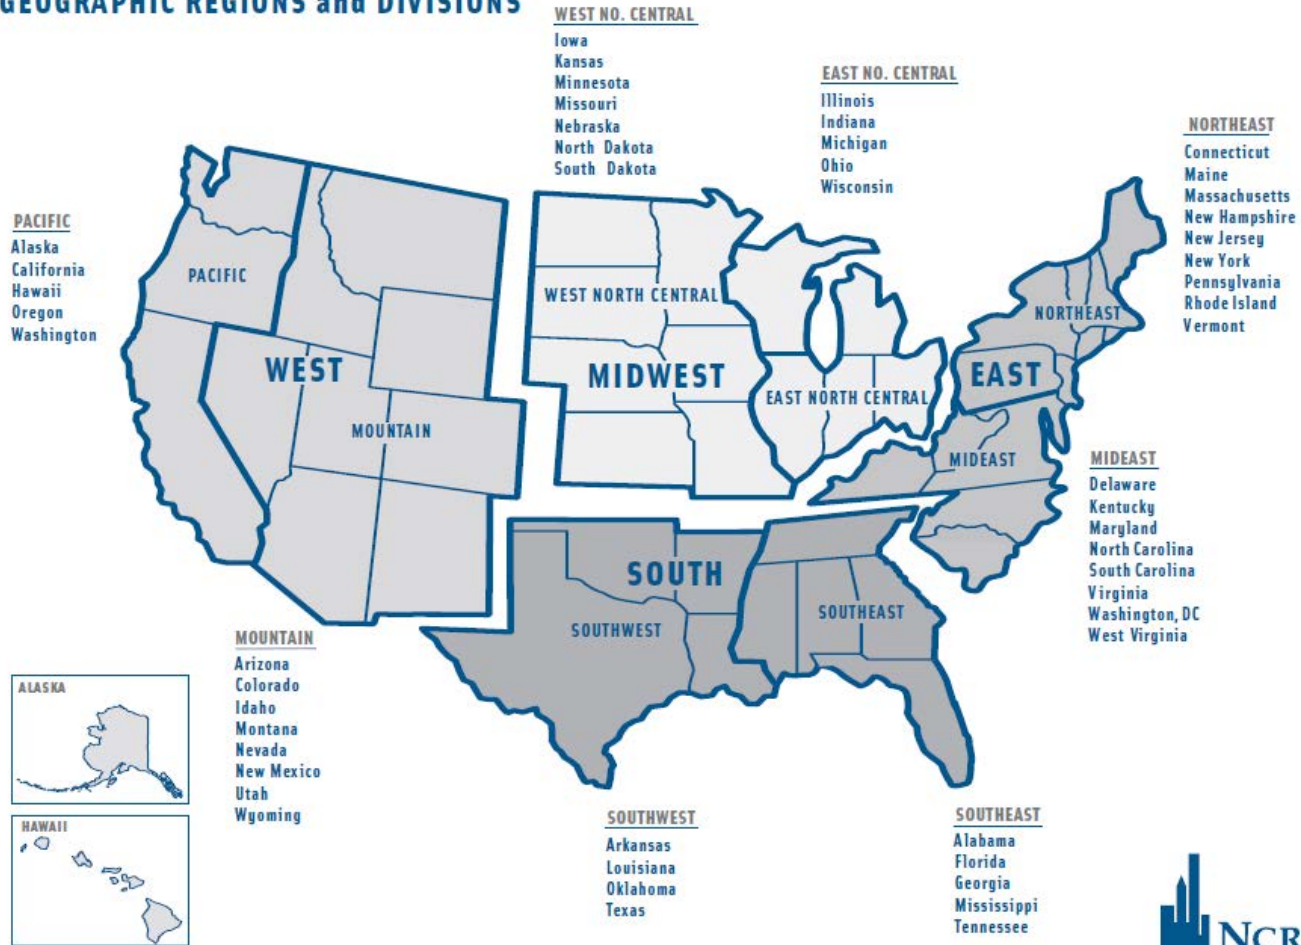 GEOGRAPHIC REGIONS and DIVISIONS
WEST NO. CENTRAL
Iowa
Kansas
Minnesota
Missouri
Nebraska
North Dakota
South Dakota
EAST NO. CENTRAL
Illinois
Indiana
Michigan
Ohio
Wisconsin
NORTHEAST
Connecticut
Maine
Massachusetts
New Hampshire
New Jersey
New York
Pennsylvania
Rhode Island
Vermont
PACIFIC
Alaska
California
Hawaii
Oregon
Washington
PACIFIC
WEST
MOUNTAIN
WEST NORTH CENTRAL
MIDWEST
EAST NORTH CENTRAL
NORTHEAST
EAST
MIDEAST
MIDEAST
Delaware
Kentucky
Maryland
North Carolina
South Carolina
Virginia
Washington, DC
West Virginia
SOUTH
SOUTHWEST
SOUTHEAST
MOUNTAIN
Arizona
Colorado
Idaho
Montana
Nevada
New Mexico
Utah
Wyoming
ALASKA
HAWAII
SOUTHWEST
Arkansas
Louisiana
Oklahoma
Texas
SOUTHEAST
Alabama
Florida
Georgia
Mississippi
Tennessee